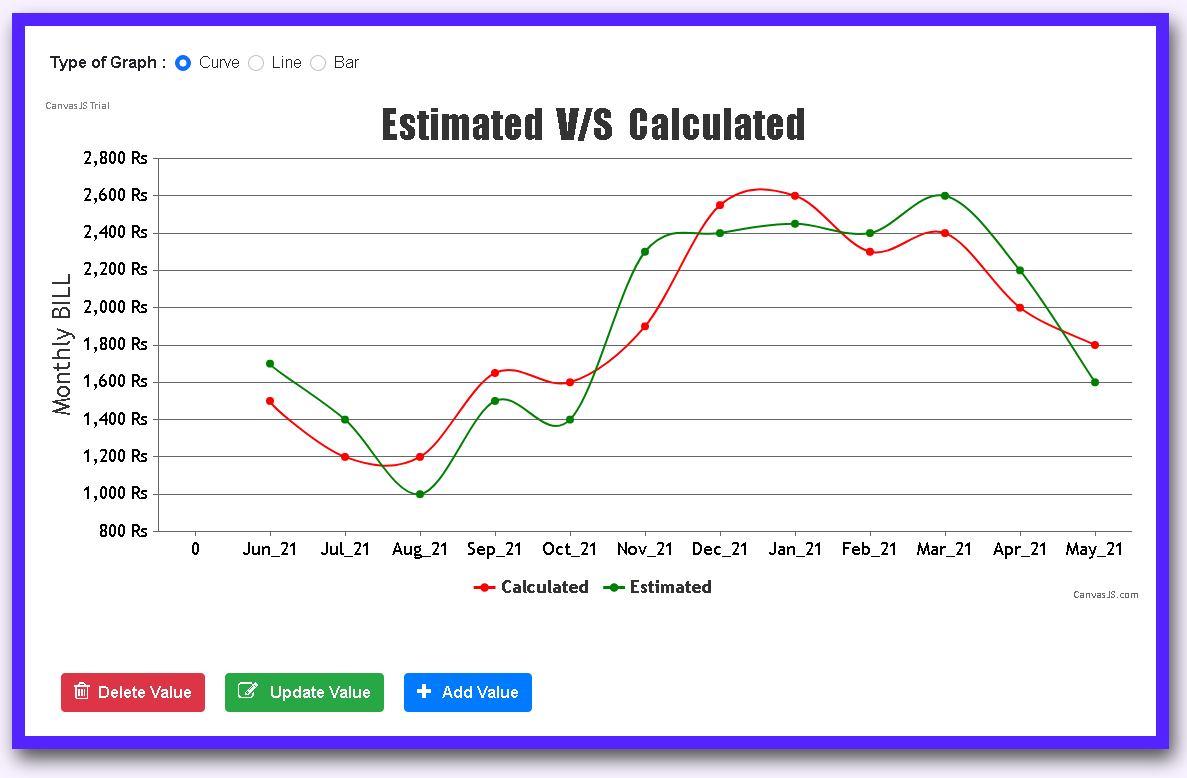 Type of Graph : Curve Line Bar
CanvasJS Trial
Estimated V/S Calculated
Monthly BILL
2,800 Rs
2,600 Rs
2,400 Rs
2,200 Rs
2,000 Rs
1,800 Rs
1,600 Rs
1,400 Rs
1,200 Rs
1,000 Rs
800 Rs
0 Jun_21 Jul_21 Aug_21 Sep_21 Oct_21 Nov_21 Dec_21 Jan_21 Feb_21 Mar_21 Apr_21 May_21
Calculated Estimated
CanvasJS.com
Delete Value Update Value Add Value